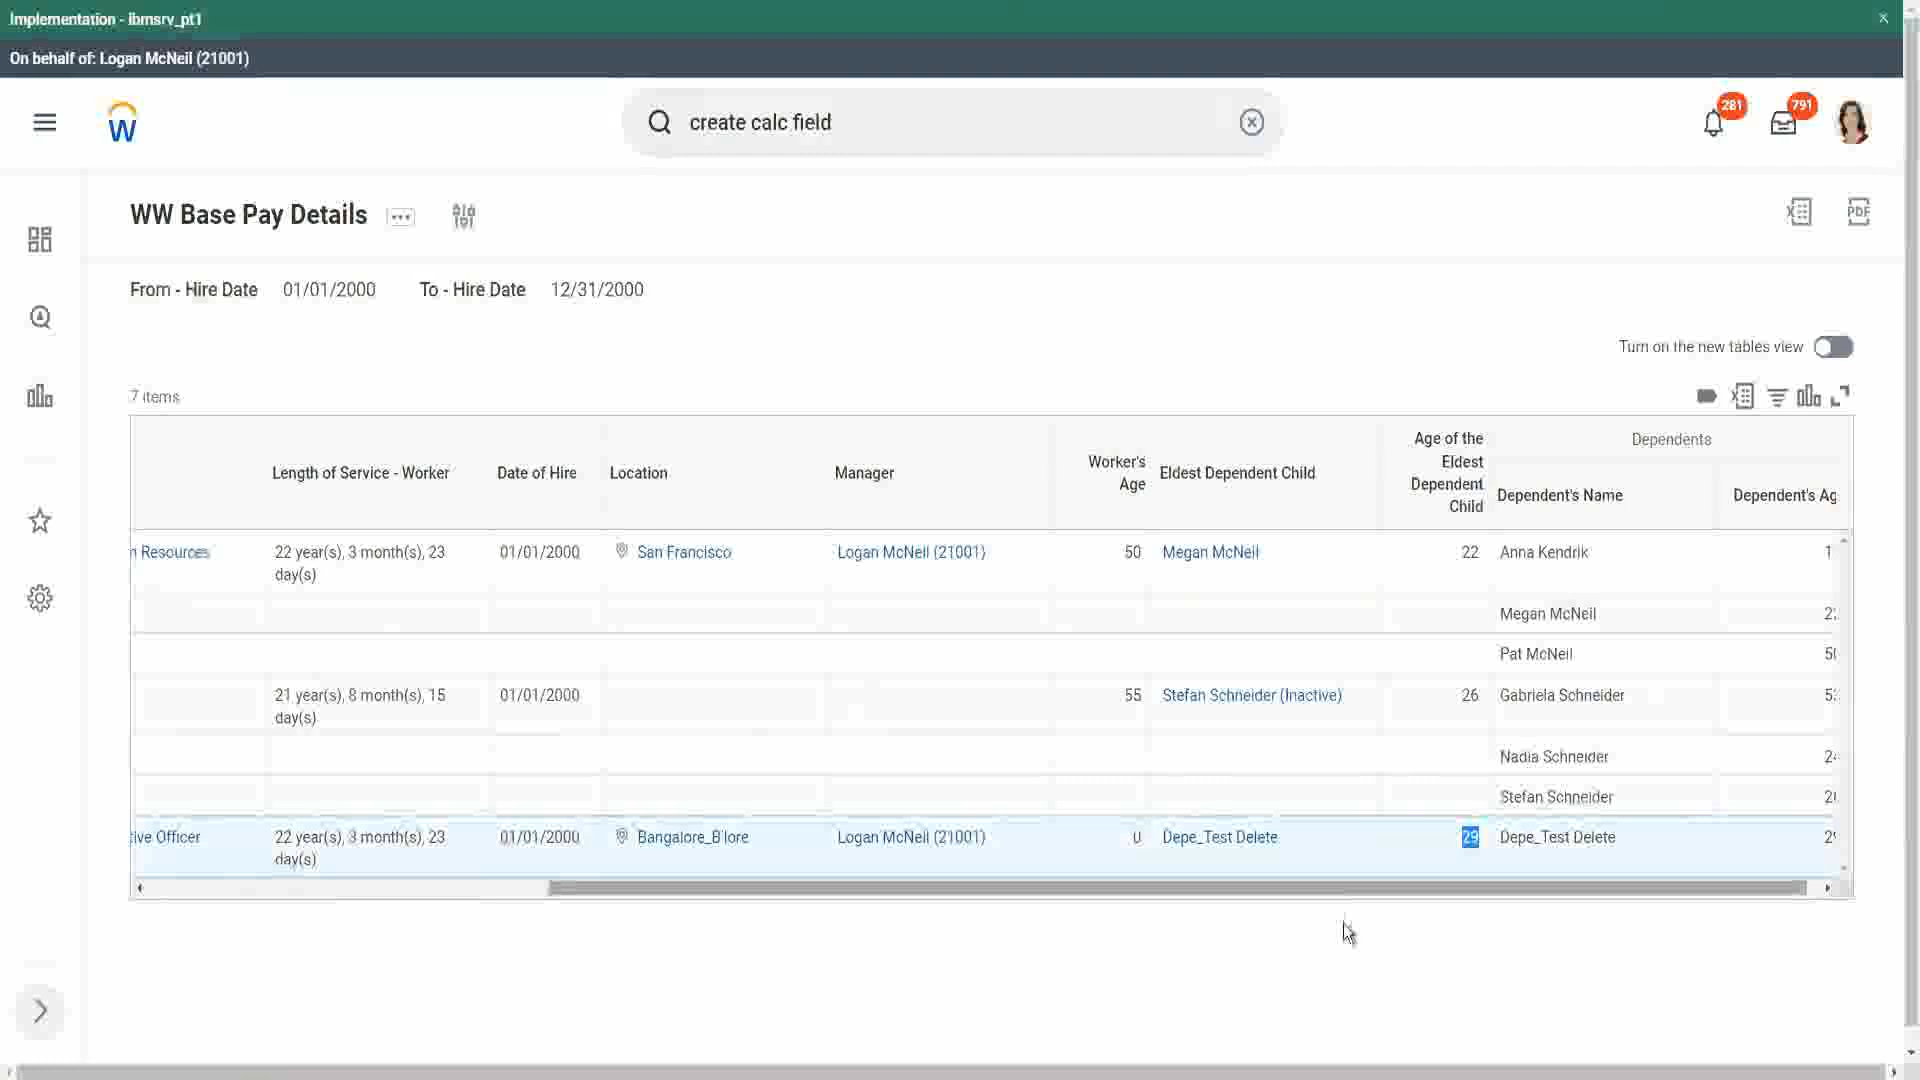 Implementation - ibmsrv_pt1
On behalf of: Logan McNeil (21001)
W
create calc field
281
791
WW Base Pay Details
PDF
From - Hire Date 01/01/2000 To - Hire Date 12/31/2000
Turn on the new tables view
7 items
Length of Service - Worker
Date of Hire
Location
Manager
Worker's
Age
Eldest Dependent Child
Age of the
Eldest
Dependent
Child
Dependents
Dependent's Name
Dependent's Ag
n Resources
22 year(s), 3 month(s), 23
day(s)
01/01/2000
San Francisco
Logan McNeil (21001)
50
Megan McNeil
22
Anna Kendrik
1
Megan McNeil
Pat McNeil
21 year(s), 8 month(s), 15
day(s)
01/01/2000
55
Stefan Schneider (Inactive)
26
Gabriela Schneider
Nadia Schneider
Stefan Schneider
tive Officer
22 year(s), 3 month(s), 23
day(s)
01/01/2000
Bangalore_B'lore
Logan McNeil (21001)
0
Depe_Test Delete
29
Depe_Test Delete